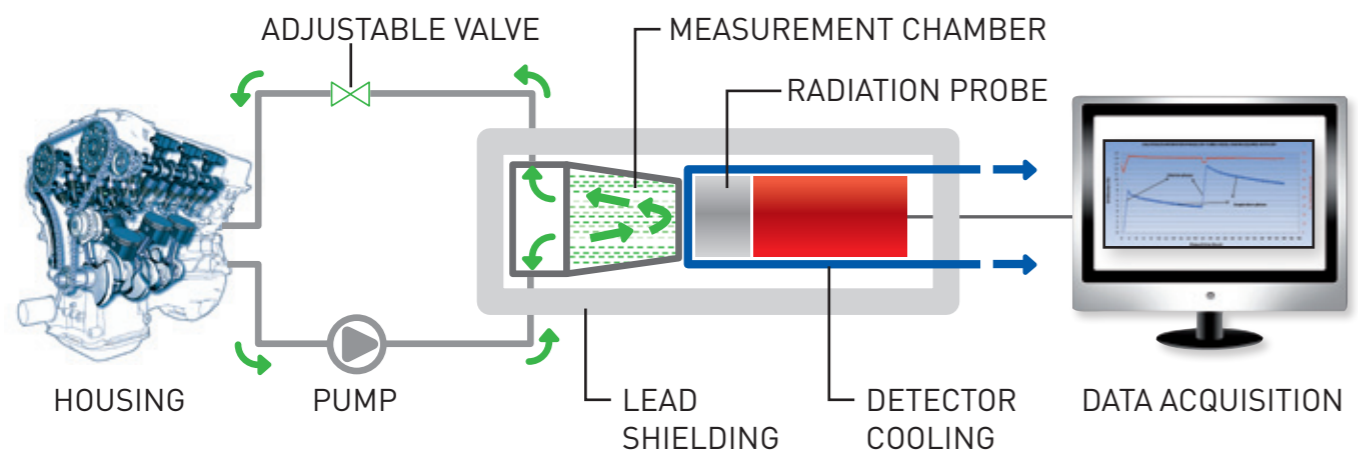 ADJUSTABLE VALVE
MEASUREMENT CHAMBER
RADIATION PROBE
HOUSING
PUMP
LEAD
SHIELDING
DETECTOR
COOLING
DATA ACQUISITION